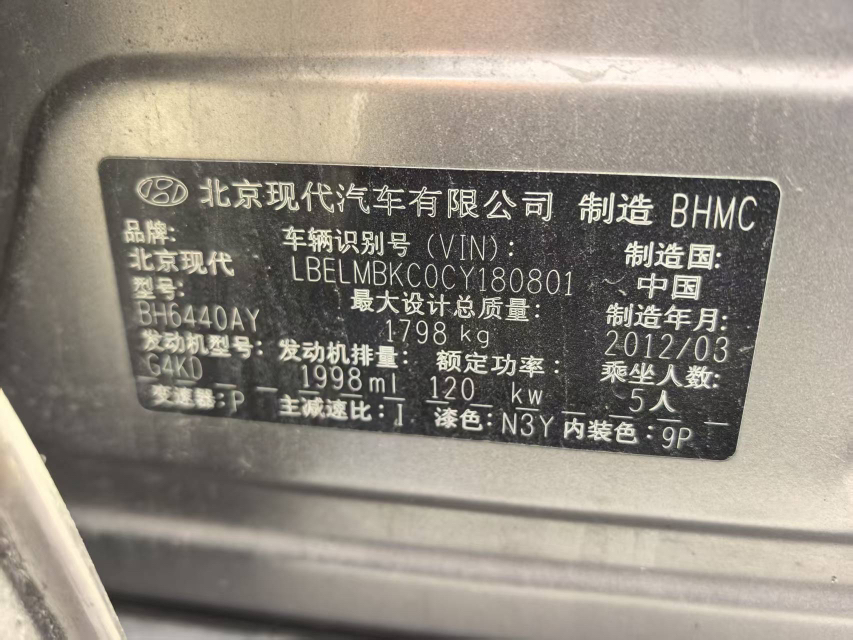 北京现代汽车有限公司 制造 BHMC
品牌: 车辆识别号 (VIN): 制造国:
北京现代 LBELMBKC0CY180801 中国
型号: 最大设计总质量: 制造年月:
BH6440AY 1798 kg 2012/03
发动机型号: 发动机排量: 额定功率: 乘坐人数:
G4KD 1998ml 120 kw 5人
变速器: P 主减速比: I 漆色: N3Y 内装色: 9P